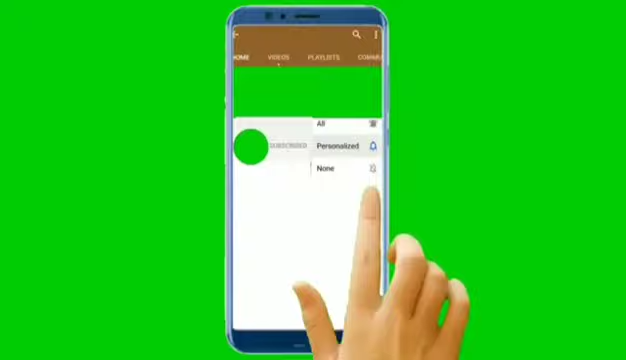 HOME VIDEOS PLAYLISTS COMMU
All
SUBSCRIBED Personalized
None